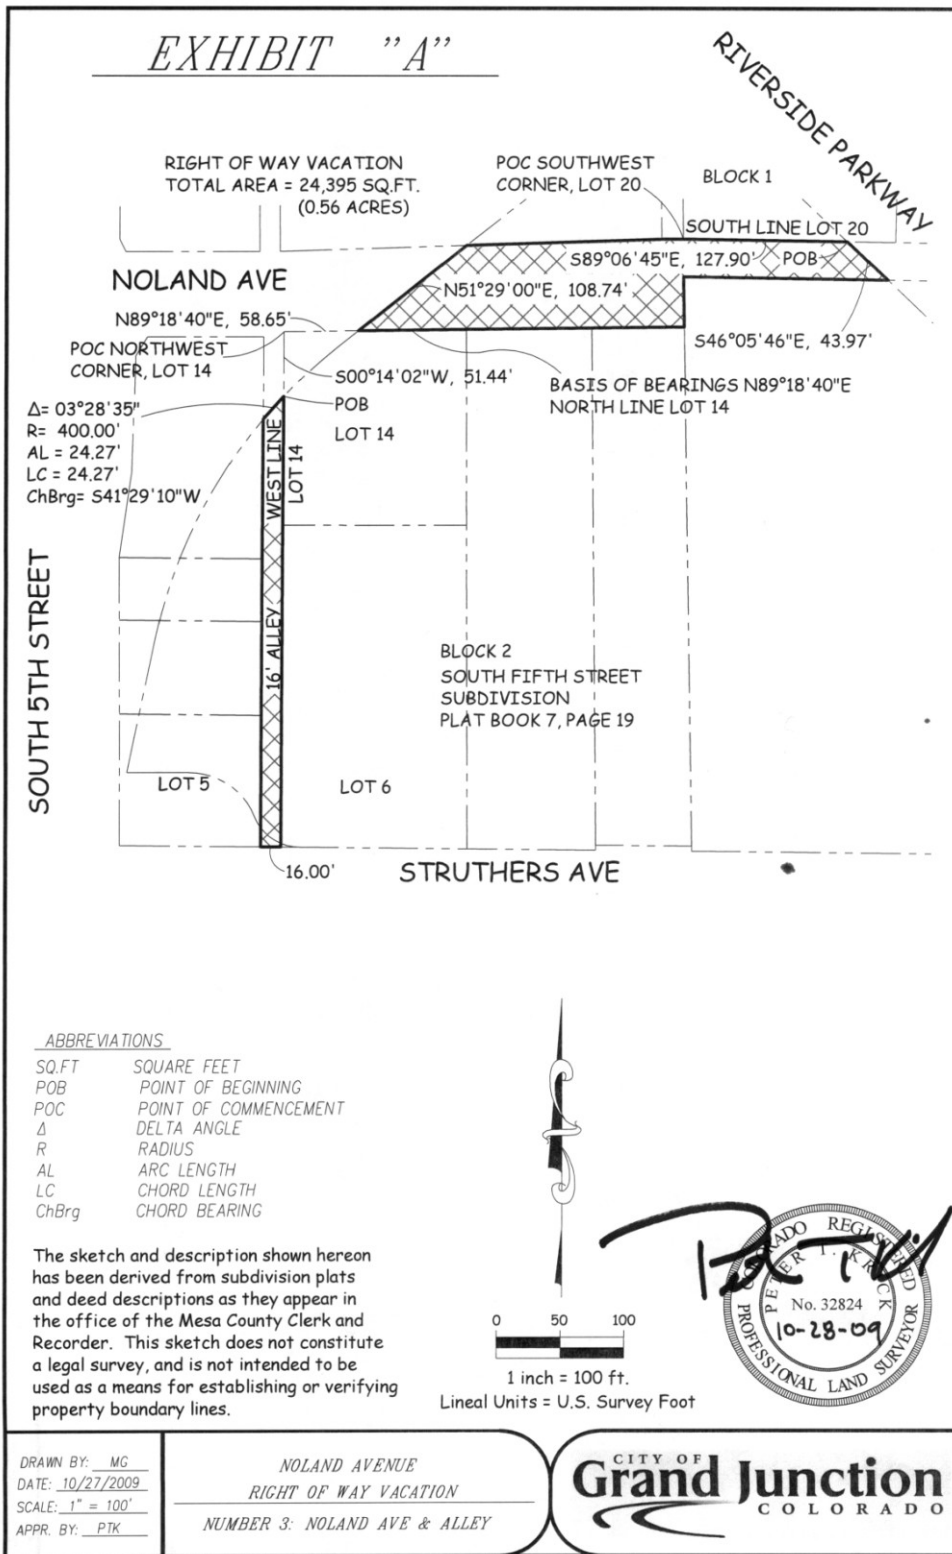 EXHIBIT "A"
RIVERSIDE PARKWAY
RIGHT OF WAY VACATION
TOTAL AREA = 24,395 SQ.FT.
(0.56 ACRES)
POC SOUTHWEST
CORNER, LOT 20
BLOCK 1
SOUTH LINE LOT 20
S89°06'45"E, 127.90'
POB
NOLAND AVE
N51°29'00"E, 108.74'
N89°18'40"E, 58.65'
S46°05'46"E, 43.97'
POC NORTHWEST
CORNER, LOT 14
S00°14'02"W, 51.44'
BASIS OF BEARINGS N89°18'40"E
NORTH LINE LOT 14
POB
Δ= 03°28'35"
R= 400.00'
AL = 24.27'
LC = 24.27'
ChBrg= S41°29'10"W
LOT 14
WEST LINE
LOT 14
16' ALLEY
SOUTH 5TH STREET
BLOCK 2
SOUTH FIFTH STREET
SUBDIVISION
PLAT BOOK 7, PAGE 19
LOT 5
LOT 6
16.00'
STRUTHERS AVE
ABBREVIATIONS
SQ.FT SQUARE FEET
POB POINT OF BEGINNING
POC POINT OF COMMENCEMENT
Δ DELTA ANGLE
R RADIUS
AL ARC LENGTH
LC CHORD LENGTH
ChBrg CHORD BEARING
The sketch and description shown hereon
has been derived from subdivision plats
and deed descriptions as they appear in
the office of the Mesa County Clerk and
Recorder. This sketch does not constitute
a legal survey, and is not intended to be
used as a means for establishing or verifying
property boundary lines.
0 50 100
1 inch = 100 ft.
Lineal Units = U.S. Survey Foot
COLORADO REGISTERED
PETER T. KRICK
No. 32824
10-28-09
PROFESSIONAL LAND SURVEYOR
DRAWN BY: MG
DATE: 10/27/2009
SCALE: 1" = 100'
APPR. BY: PTK
NOLAND AVENUE
RIGHT OF WAY VACATION
NUMBER 3: NOLAND AVE & ALLEY
CITY OF
Grand Junction
COLORADO